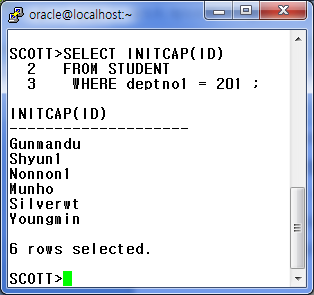 oracle@localhost:~
SCOTT>SELECT INITCAP(ID)
  2   FROM STUDENT
  3    WHERE deptno1 = 201 ;
INITCAP(ID)
--------------------
Gunmandu
Shyun1
Nonnon1
Munho
Silverwt
Youngmin
6 rows selected.
SCOTT>